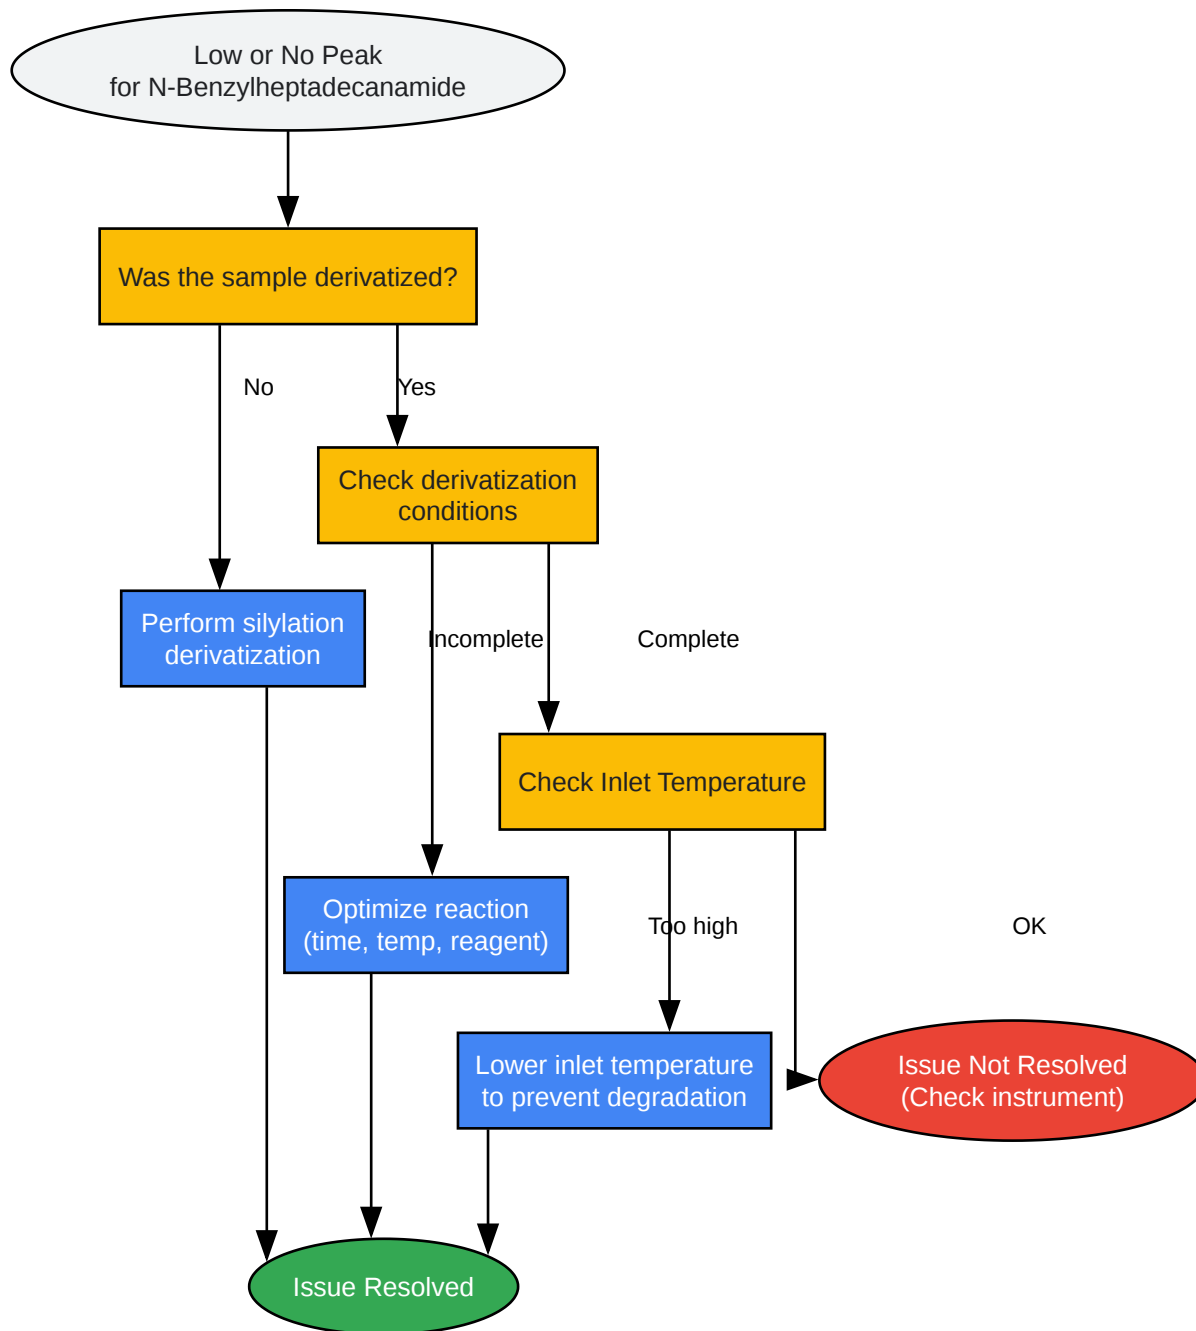 Low or No Peak
for N-Benzylheptadecanamide
Was the sample derivatized?
No
Yes
Check derivatization
conditions
Perform silylation
derivatization
Incomplete
Complete
Check Inlet Temperature
Optimize reaction
(time, temp, reagent)
Too high
OK
Lower inlet temperature
to prevent degradation
Issue Not Resolved
(Check instrument)
Issue Resolved